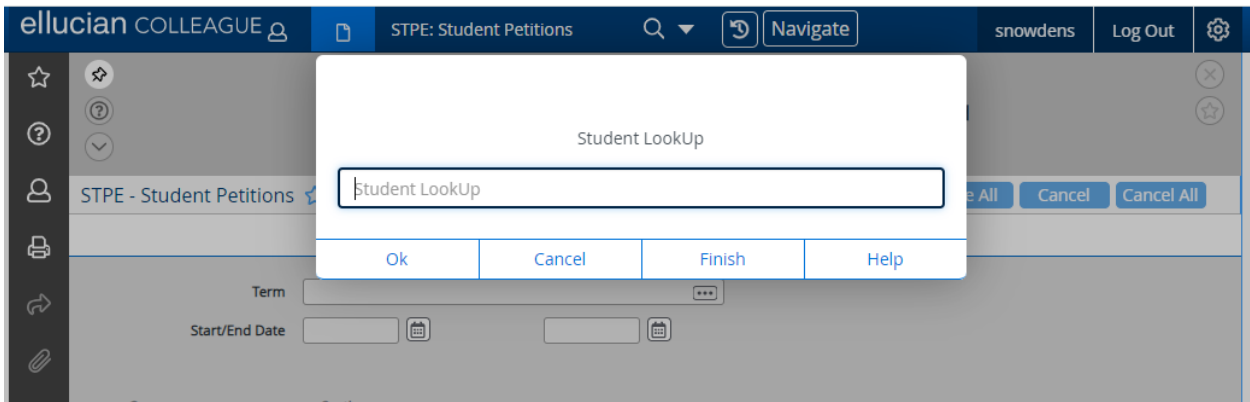 ellucian COLLEAGUE STPE: Student Petitions Navigate snowdens Log Out
Student LookUp
Student LookUp
STPE - Student Petitions e All Cancel Cancel All
Ok Cancel Finish Help
Term
Start/End Date